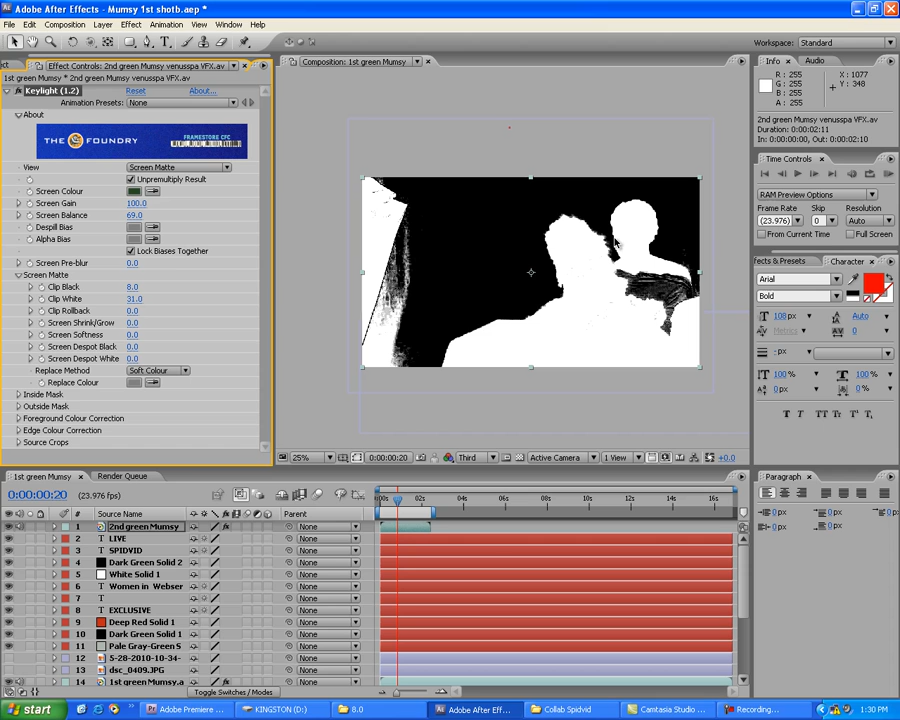 Adobe After Effects - Mumsy 1st shotb.aep *
File Edit Composition Layer Effect Animation View Window Help
Workspace: Standard
Effect Controls: 2nd green Mumsy venusspa VFX.av
Composition: 1st green Mumsy
Info Audio
1st green Mumsy * 2nd green Mumsy venusspa VFX.av
Keylight (1.2) Reset About...
Animation Presets: None
About
THE FOUNDRY FRAMESTORE CFC
View Screen Matte
Unpremultiply Result
Screen Colour
Screen Gain 100.0
Screen Balance 69.0
Despill Bias
Alpha Bias
Lock Biases Together
Screen Pre-blur 0.0
Screen Matte
Clip Black 8.0
Clip White 31.0
Clip Rollback 0.0
Screen Shrink/Grow 0.0
Screen Softness 0.0
Screen Despot Black 0.0
Screen Despot White 0.0
Replace Method Soft Colour
Replace Colour
Inside Mask
Outside Mask
Foreground Colour Correction
Edge Colour Correction
Source Crops
25% 0:00:00:20 Third Active Camera 1 View +0.0
R : 255 X : 1077
G : 255 Y : 348
B : 255
A : 255
2nd green Mumsy venusspa VFX.av
Duration: 0:00:02:11
In: 0:00:00:00, Out: 0:00:02:10
Time Controls
RAM Preview Options
Frame Rate Skip Resolution
(23.976) 0 Auto
From Current Time Full Screen
fects & Presets Character
Arial
Bold
108 px Auto
Metrics 0
- px
100 % 100 %
0 px 0 %
T T TT Tt T¹ T₁
Paragraph
0 px 0 px 0 px
0 px 0 px
1st green Mumsy Render Queue
0:00:00:20 (23.976 fps)
:00s 02s 04s 06s 08s 10s 12s 14s 16s
# Source Name Parent
1 2nd green Mumsy None
2 LIVE None
3 SPIDVID None
4 Dark Green Solid 2 None
5 White Solid 1 None
6 Women in Webser None
7 None
8 EXCLUSIVE None
9 Deep Red Solid 1 None
10 Dark Green Solid 1 None
11 Pale Gray-Green S None
12 5-28-2010-10-34- None
13 dsc_0409.JPG None
14 1st green Mumsy.a None
Toggle Switches / Modes
start Adobe Premiere ... KINGSTON (D:) 8.0 Adobe After Eff... Collab Spidvid Camtasia Studio ... Recording... 1:30 PM